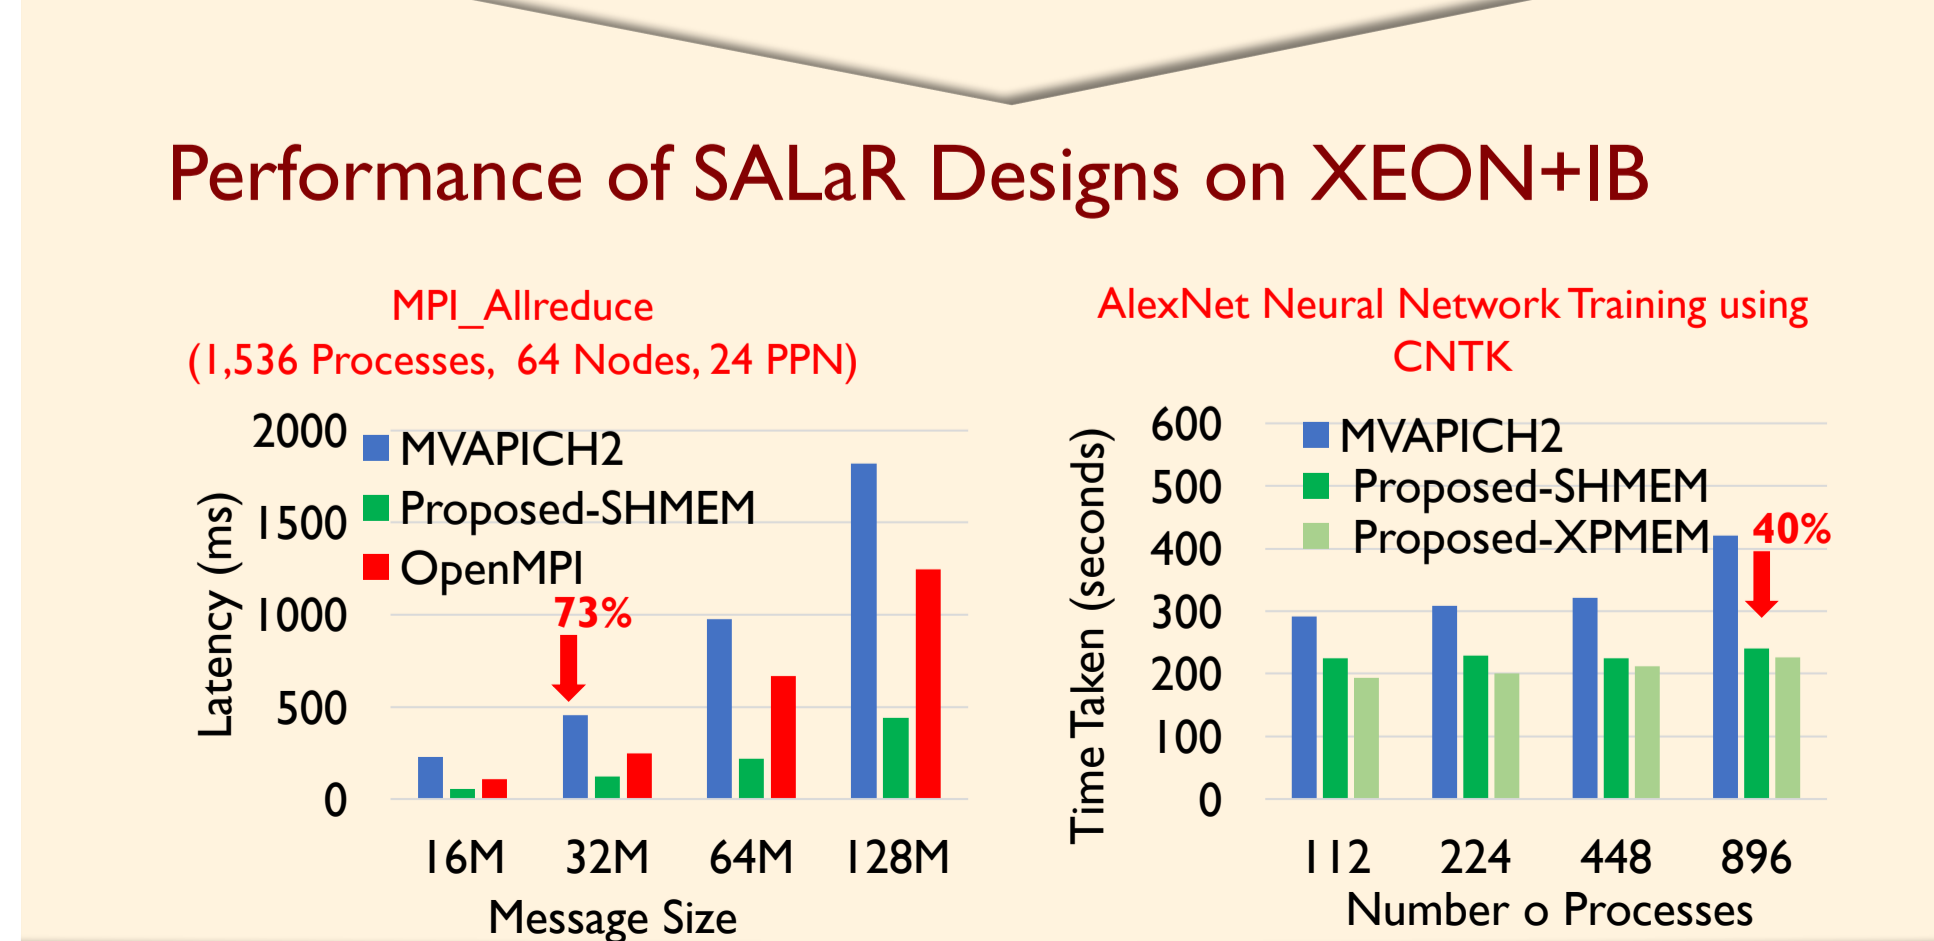 Performance of SALaR Designs on XEON+IB
MPI_Allreduce
(1,536 Processes, 64 Nodes, 24 PPN)
2000
1500
1000
500
0
Latency (ms)
MVAPICH2
Proposed-SHMEM
OpenMPI
73%
16M 32M 64M 128M
Message Size
AlexNet Neural Network Training using
CNTK
600
500
400
300
200
100
0
Time Taken (seconds)
MVAPICH2
Proposed-SHMEM
Proposed-XPMEM
40%
112 224 448 896
Number o Processes